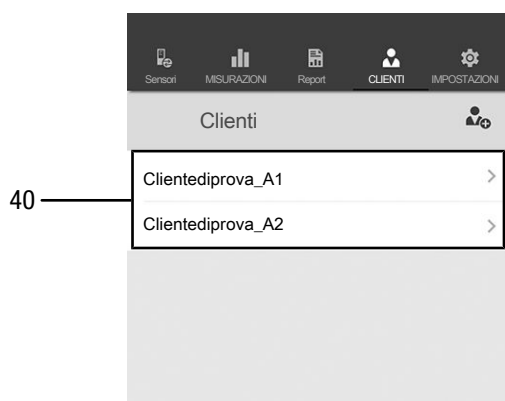 Sensori MISURAZIONI Report CLIENTI IMPOSTAZIONI
Clienti
Clientediprova_A1
40
Clientediprova_A2